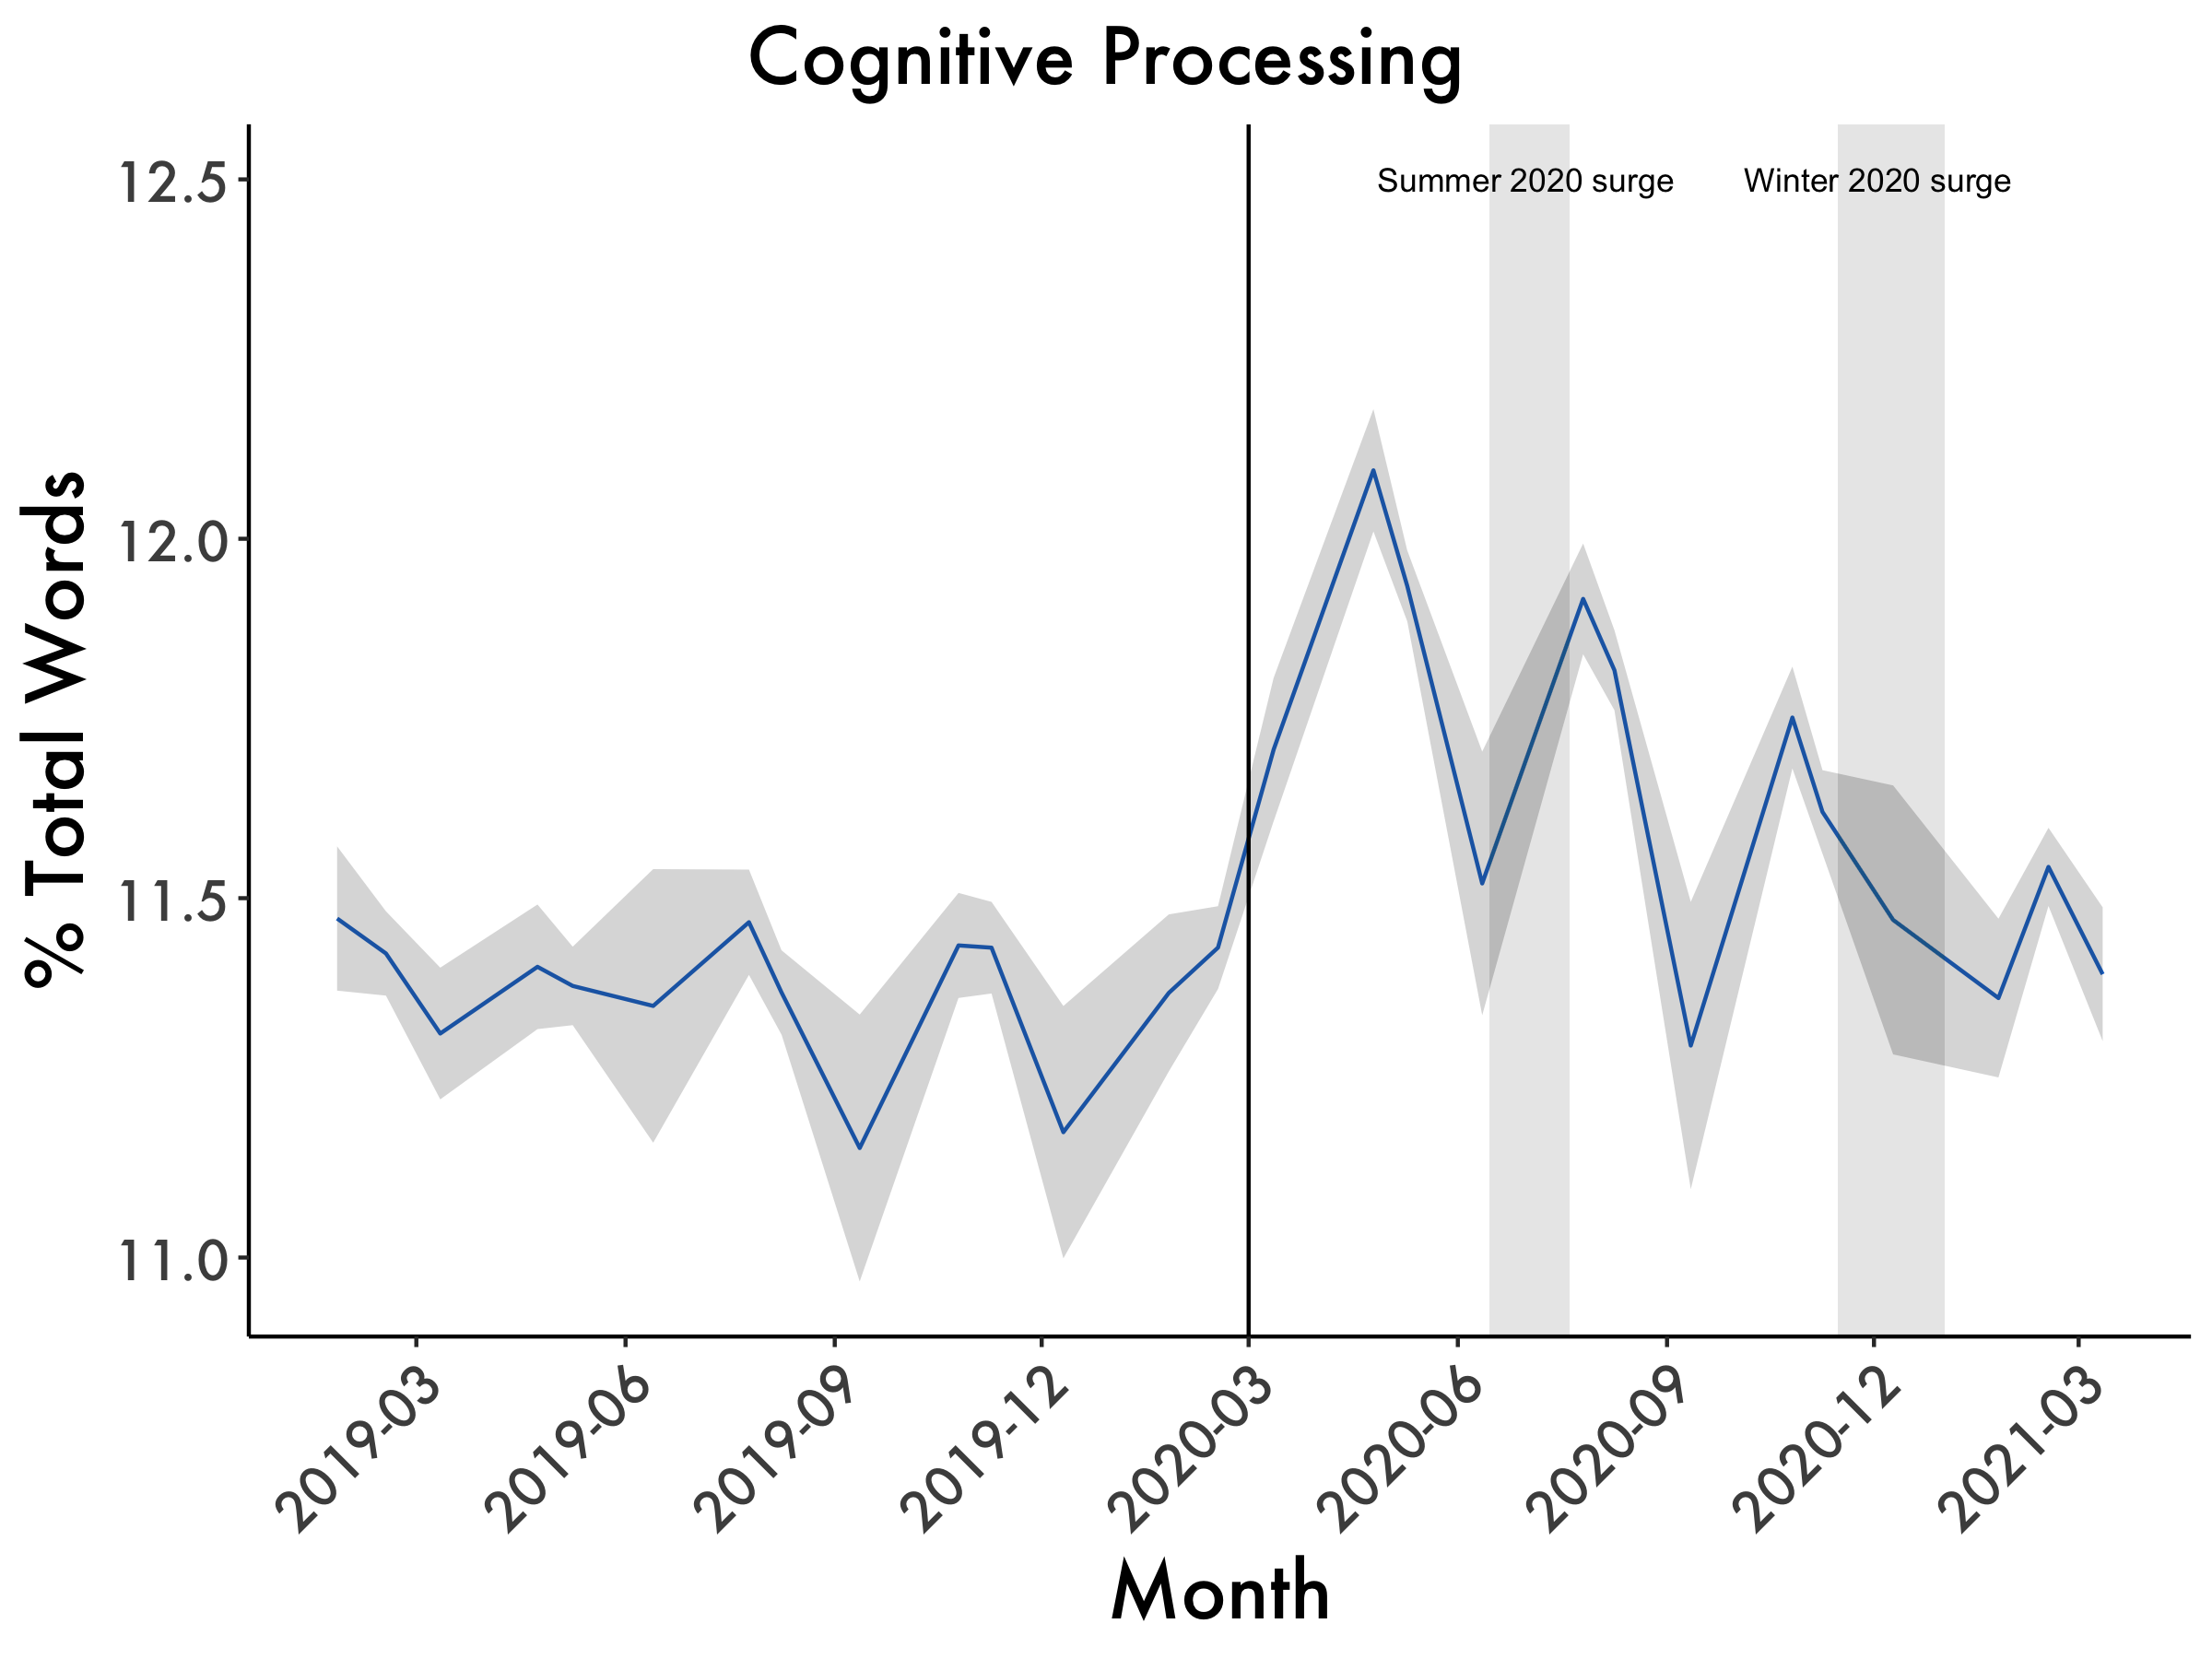 Cognitive Processing
% Total Words
12.5
12.0
11.5
11.0
Summer 2020 surge
Winter 2020 surge
2019-03
2019-06
2019-09
2019-12
2020-03
2020-06
2020-09
2020-12
2021-03
Month